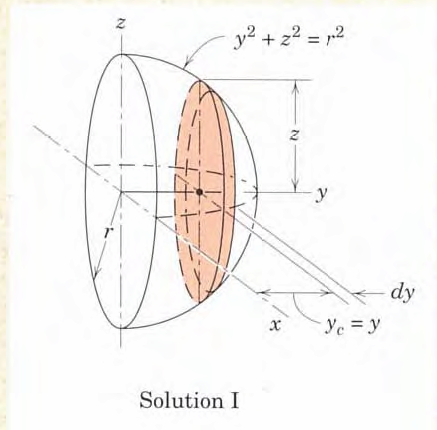 z
y² + z² = r²
z
y
r
dy
x
y_c = y
Solution I